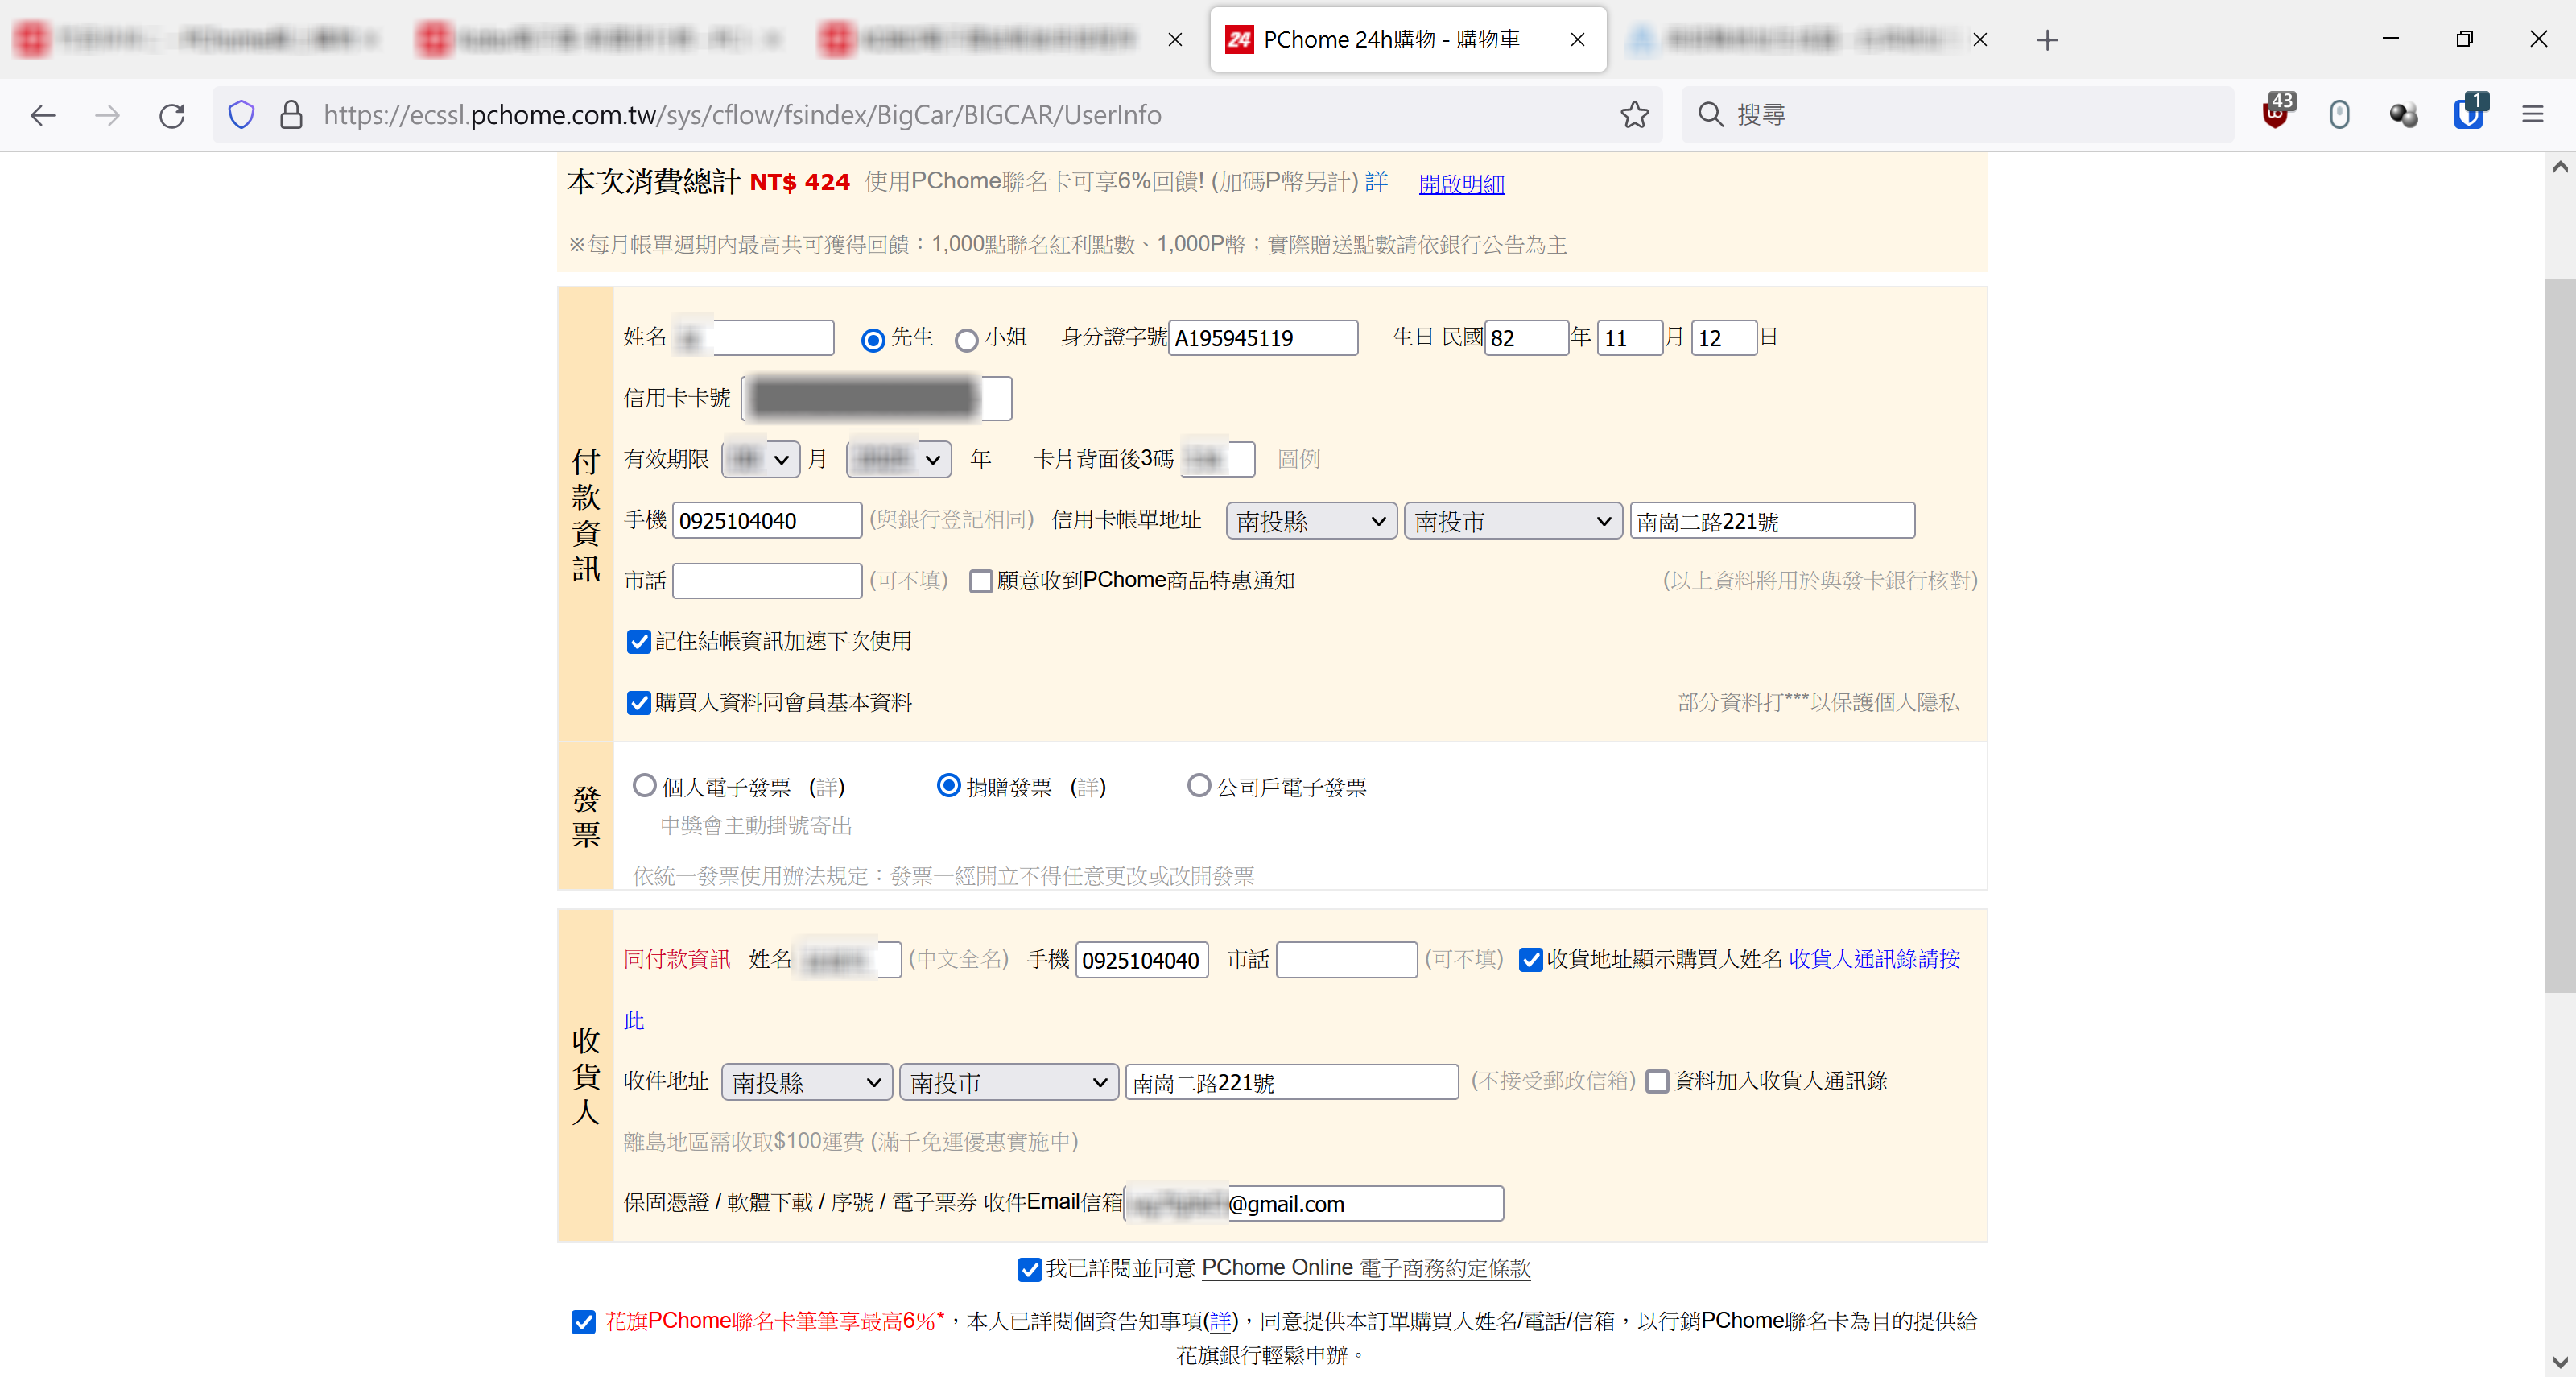 PChome 24h購物 - 購物車
https://ecssl.pchome.com.tw/sys/cflow/fsindex/BigCar/BIGCAR/UserInfo
搜尋
43
1
本次消費總計 NT$ 424 使用PChome聯名卡可享6%回饋! (加碼P幣另計) 詳 開啟明細
※每月帳單週期內最高共可獲得回饋：1,000點聯名紅利點數、1,000P幣；實際贈送點數請依銀行公告為主
付款資訊
姓名 先生 小姐 身分證字號 A195945119 生日 民國 82 年 11 月 12 日
信用卡卡號
有效期限 月 年 卡片背面後3碼 圖例
手機 0925104040 (與銀行登記相同) 信用卡帳單地址 南投縣 南投市 南崗二路221號
市話 (可不填) 願意收到PChome商品特惠通知 (以上資料將用於與發卡銀行核對)
記住結帳資訊加速下次使用
購買人資料同會員基本資料 部分資料打***以保護個人隱私
發票
個人電子發票 (詳) 捐贈發票 (詳) 公司戶電子發票
中獎會主動掛號寄出
依統一發票使用辦法規定：發票一經開立不得任意更改或改開發票
收貨人
同付款資訊 姓名 (中文全名) 手機 0925104040 市話 (可不填) 收貨地址顯示購買人姓名 收貨人通訊錄請按
此
收件地址 南投縣 南投市 南崗二路221號 (不接受郵政信箱) 資料加入收貨人通訊錄
離島地區需收取$100運費 (滿千免運優惠實施中)
保固憑證 / 軟體下載 / 序號 / 電子票券 收件Email信箱 @gmail.com
我已詳閱並同意 PChome Online 電子商務約定條款
花旗PChome聯名卡筆筆享最高6%*，本人已詳閱個資告知事項(詳)，同意提供本訂單購買人姓名/電話/信箱，以行銷PChome聯名卡為目的提供給
花旗銀行輕鬆申辦。